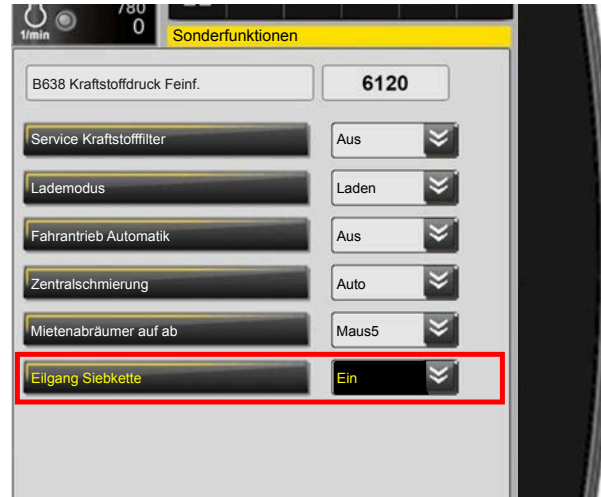 780
1/min 0
Sonderfunktionen
B638 Kraftstoffdruck Feinf. 6120
Service Kraftstofffilter Aus
Lademodus Laden
Fahrantrieb Automatik Aus
Zentralschmierung Auto
Mietenabräumer auf ab Maus5
Eilgang Siebkette Ein